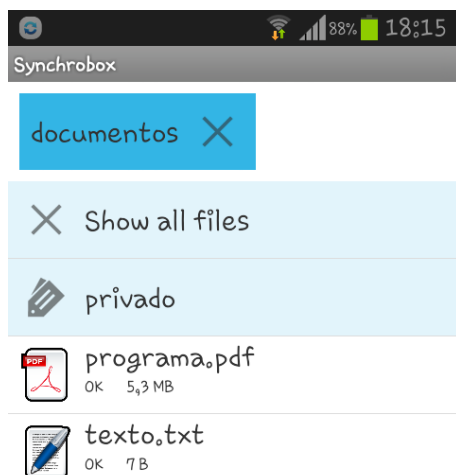 88% 18:15
Synchrobox
documentos
Show all files
privado
PDF
programa.pdf
OK 5,3 MB
texto.txt
OK 7 B